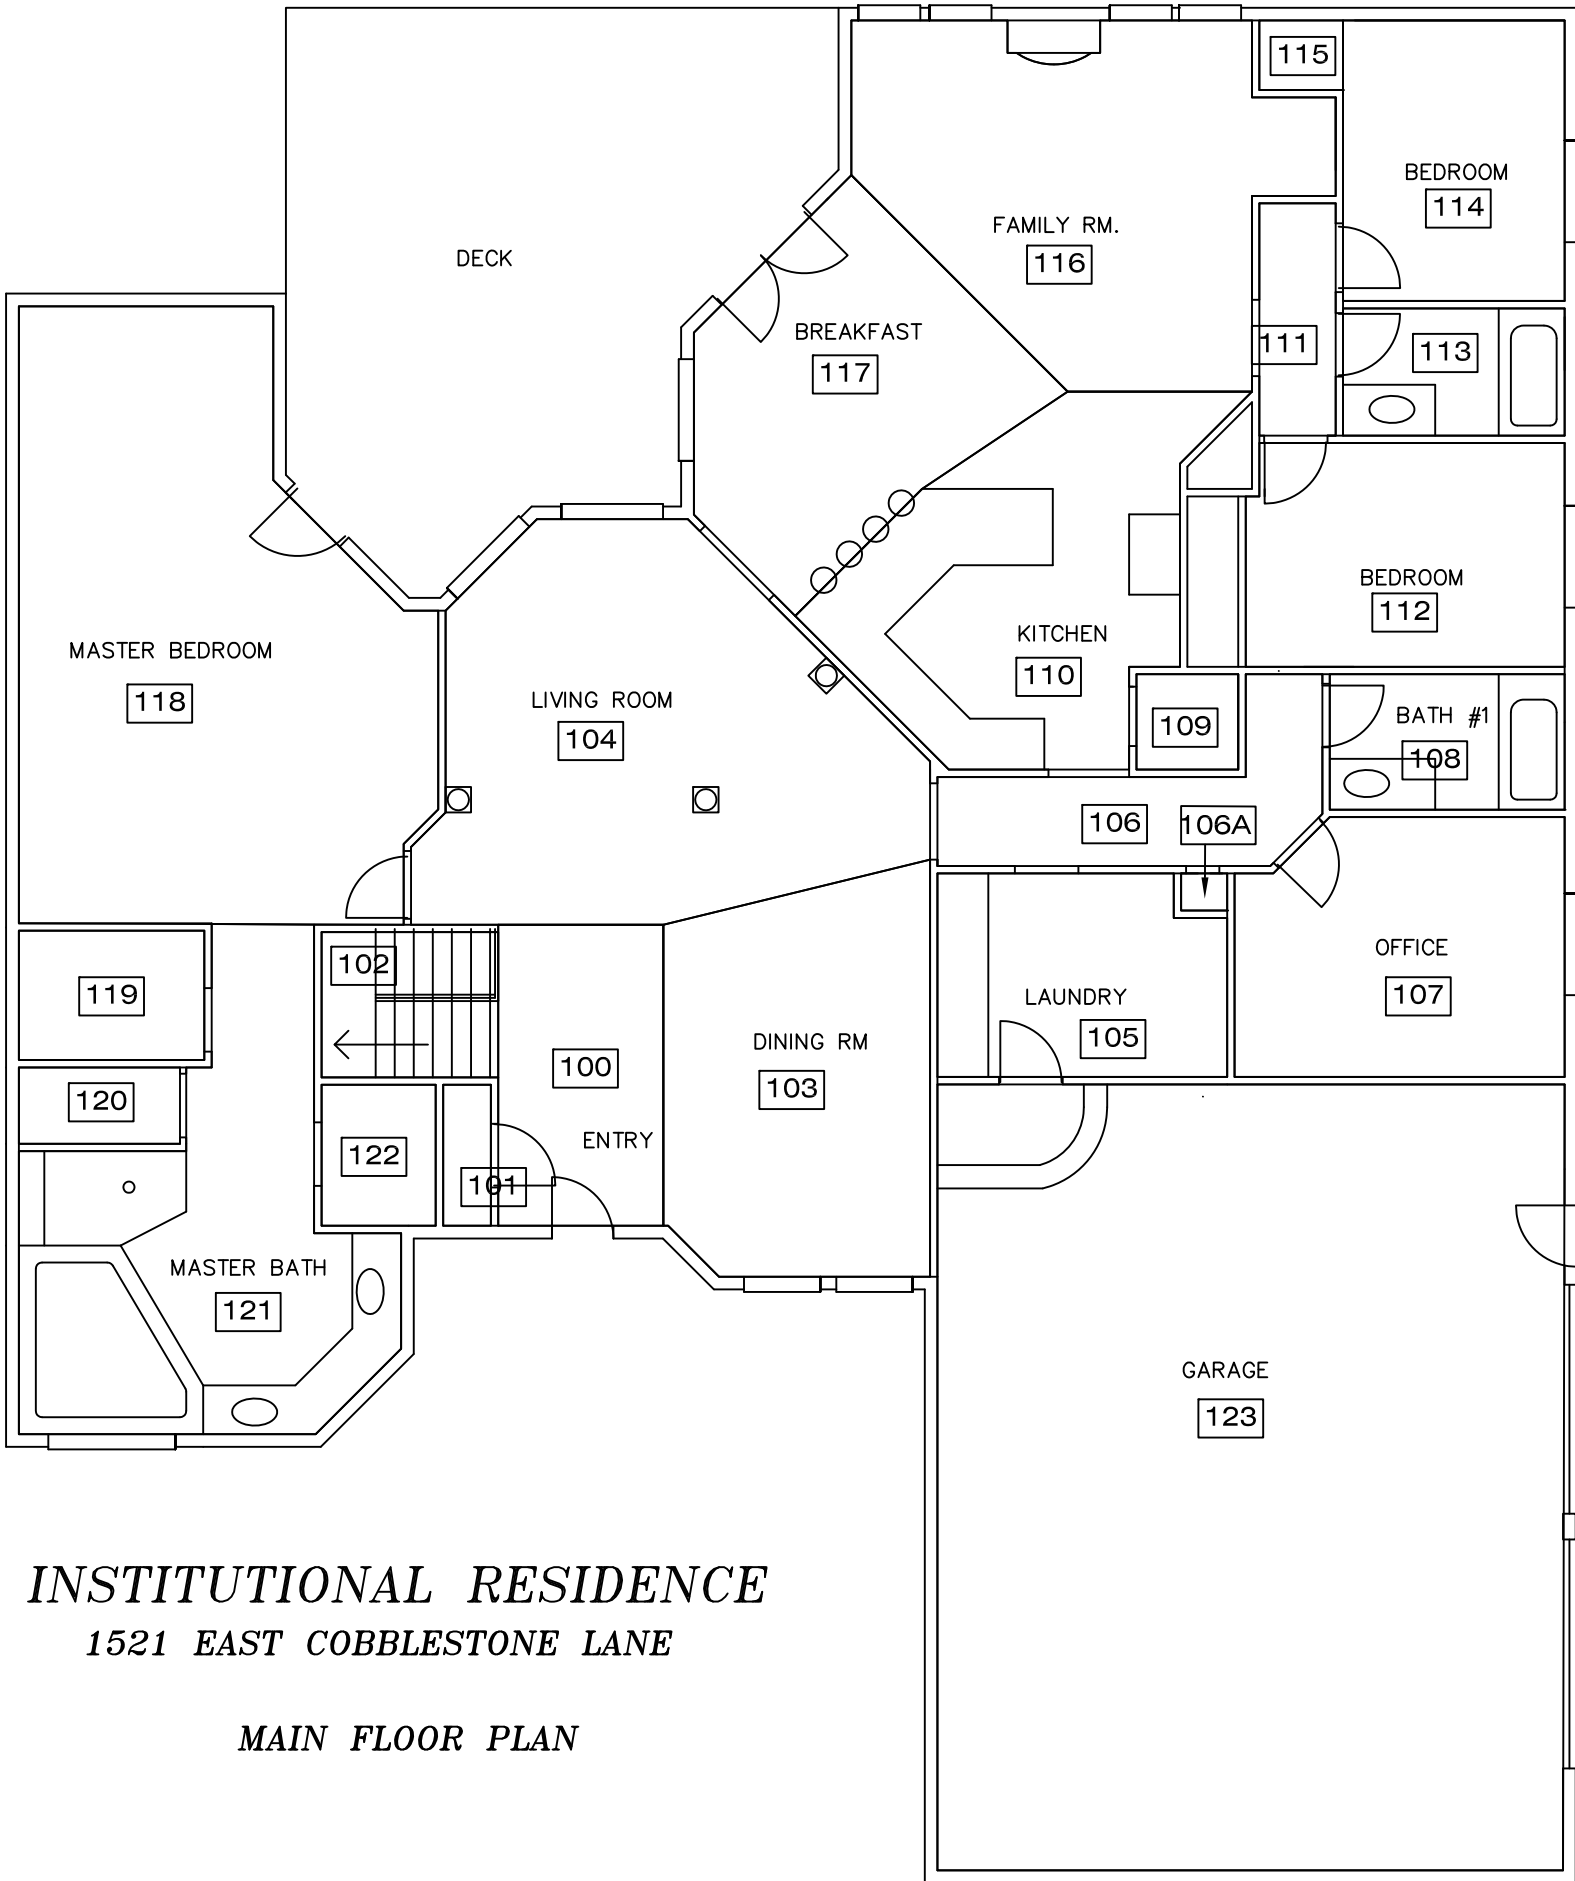 115
BEDROOM
114
FAMILY RM.
116
DECK
BREAKFAST
117
111
113
BEDROOM
112
KITCHEN
110
MASTER BEDROOM
118
LIVING ROOM
104
109
BATH #1
108
106
106A
102
119
OFFICE
107
LAUNDRY
105
DINING RM
103
100
ENTRY
120
122
101
MASTER BATH
121
GARAGE
123
INSTITUTIONAL RESIDENCE
1521 EAST COBBLESTONE LANE
MAIN FLOOR PLAN